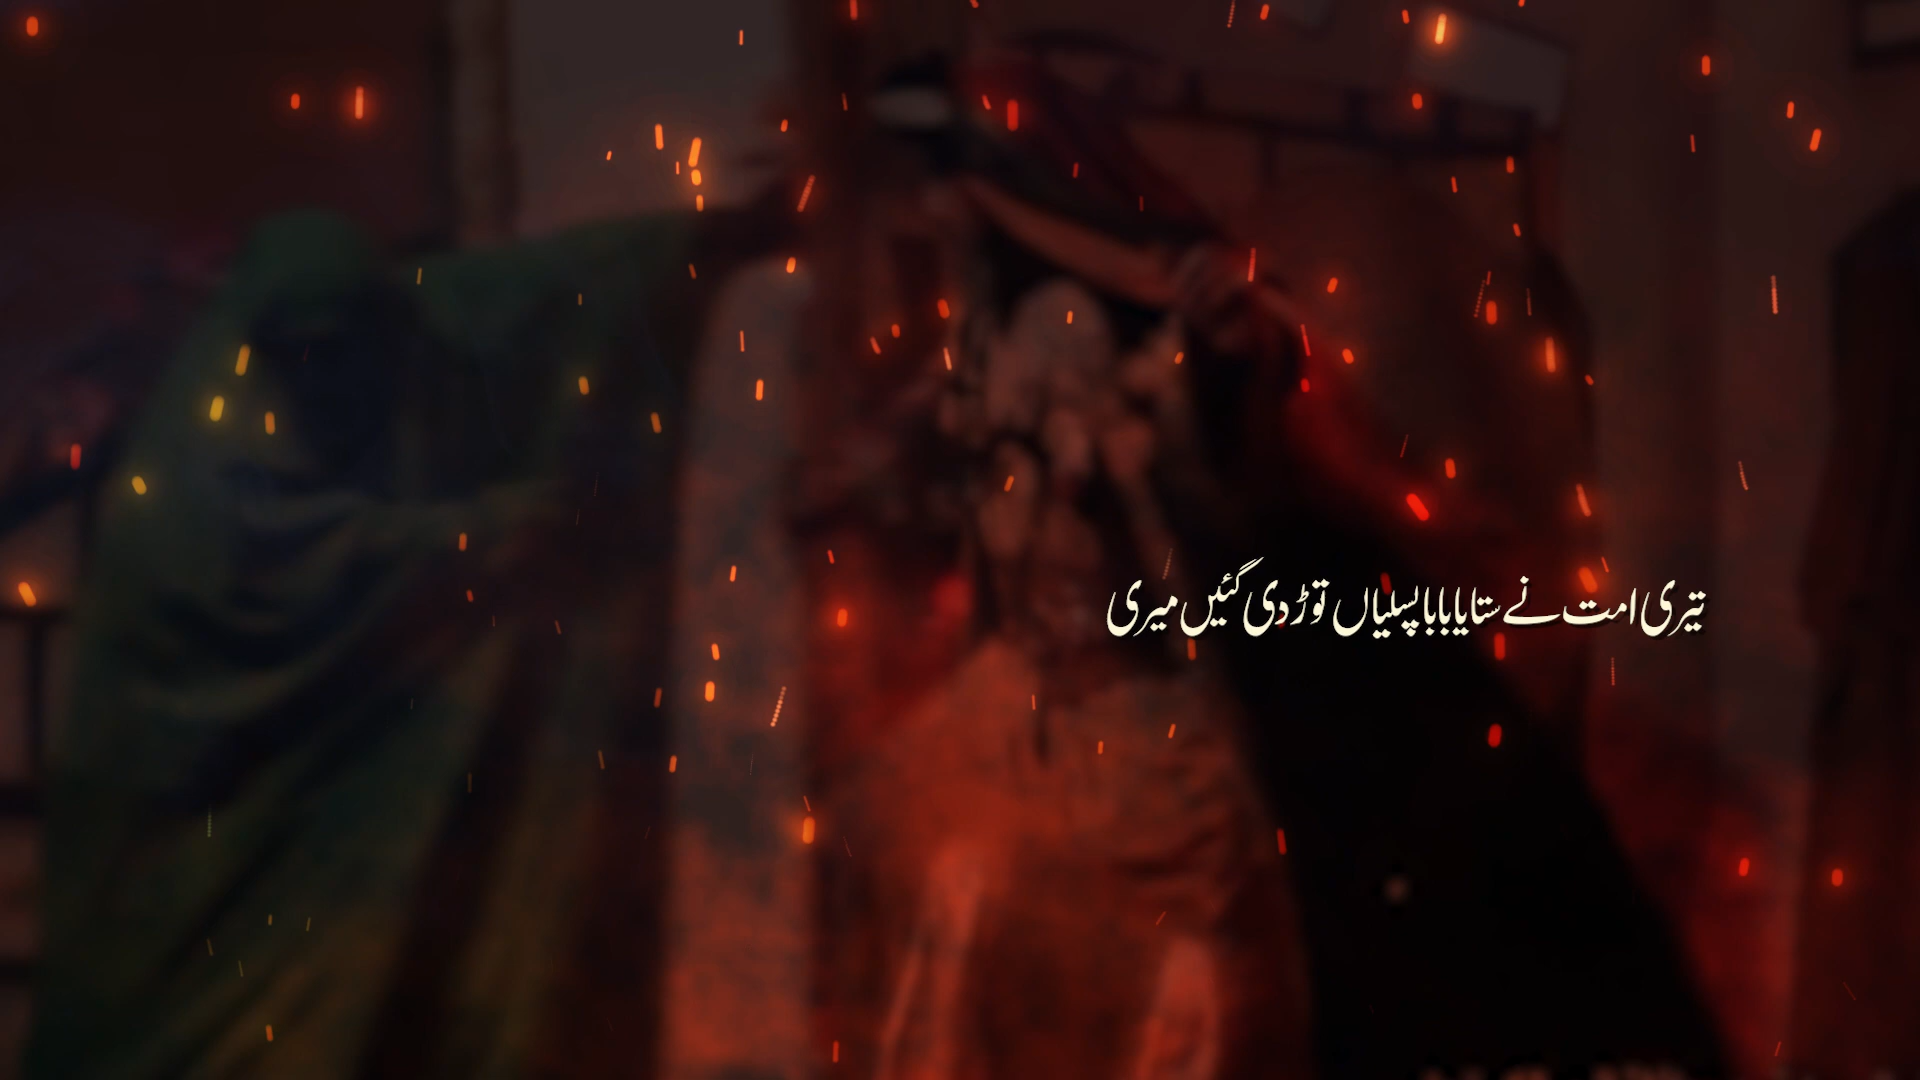 تیری امت نے ستایا بابا پسلیاں توڑ دی گئیں میری